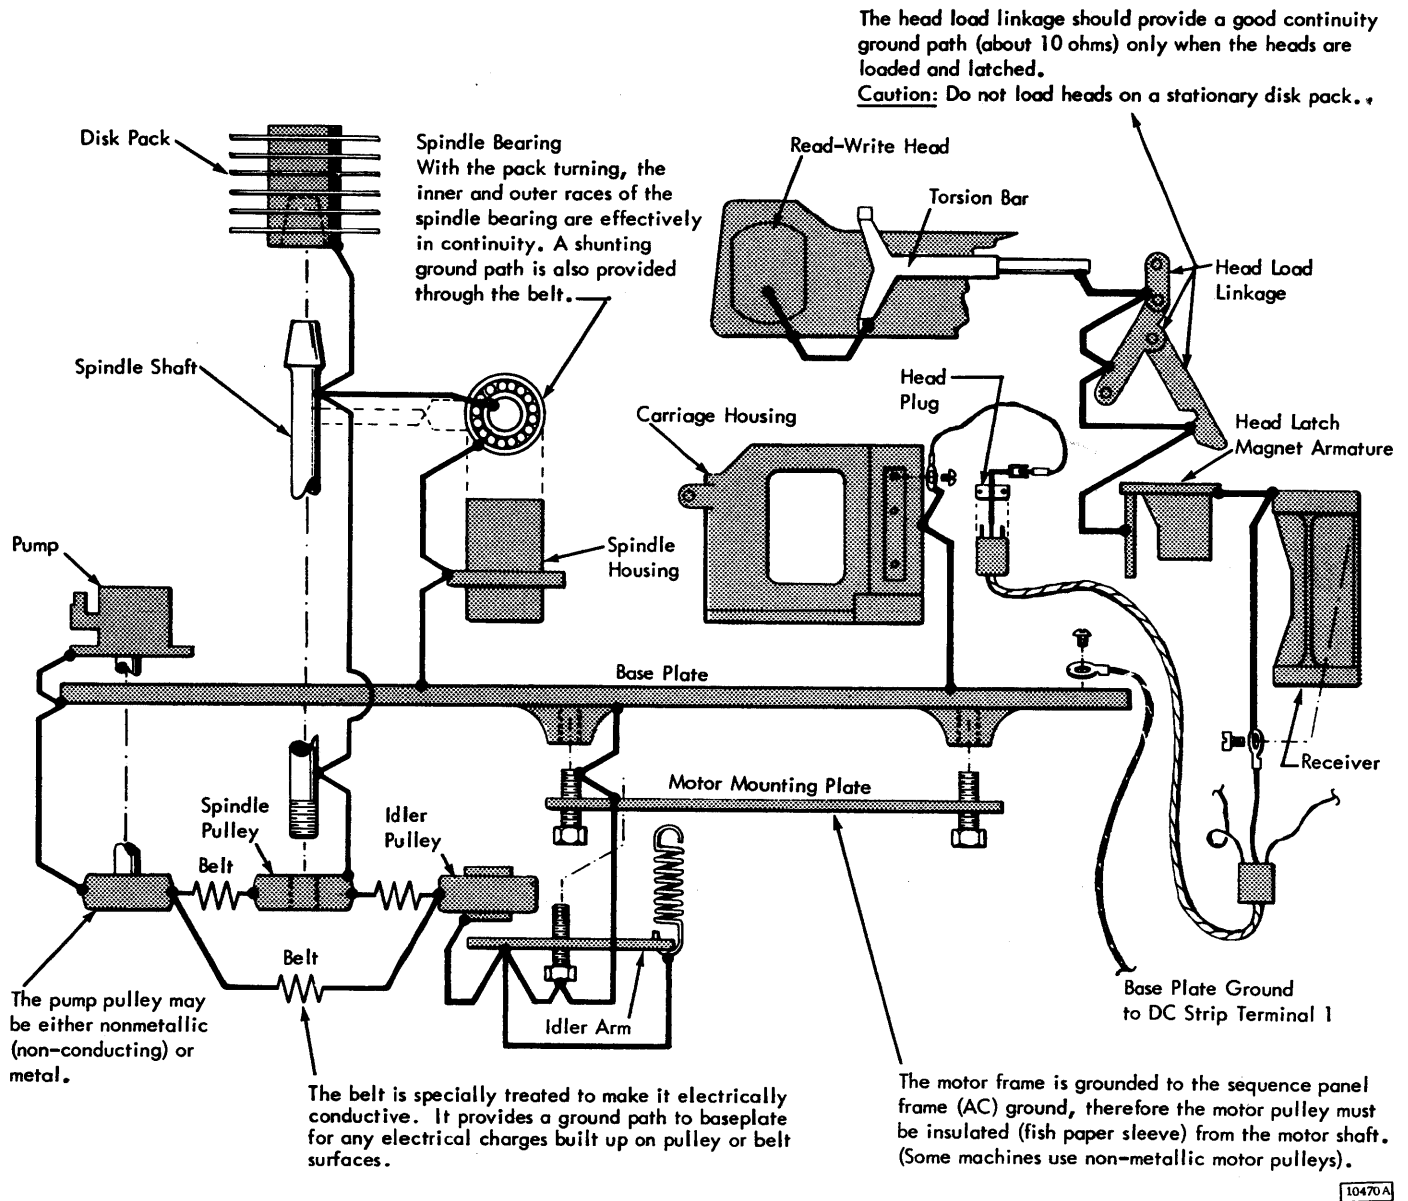 The head load linkage should provide a good continuity
ground path (about 10 ohms) only when the heads are
loaded and latched.
Caution: Do not load heads on a stationary disk pack.
Disk Pack
Spindle Bearing
With the pack turning, the
inner and outer races of the
spindle bearing are effectively
in continuity. A shunting
ground path is also provided
through the belt.
Read-Write Head
Torsion Bar
Head Load
Linkage
Spindle Shaft
Head
Plug
Carriage Housing
Head Latch
Magnet Armature
Pump
Spindle
Housing
Base Plate
Receiver
Motor Mounting Plate
Spindle
Pulley
Idler
Pulley
Belt
Belt
Idler Arm
Base Plate Ground
to DC Strip Terminal 1
The pump pulley may
be either nonmetallic
(non-conducting) or
metal.
The belt is specially treated to make it electrically
conductive. It provides a ground path to baseplate
for any electrical charges built up on pulley or belt
surfaces.
The motor frame is grounded to the sequence panel
frame (AC) ground, therefore the motor pulley must
be insulated (fish paper sleeve) from the motor shaft.
(Some machines use non-metallic motor pulleys).
10470A